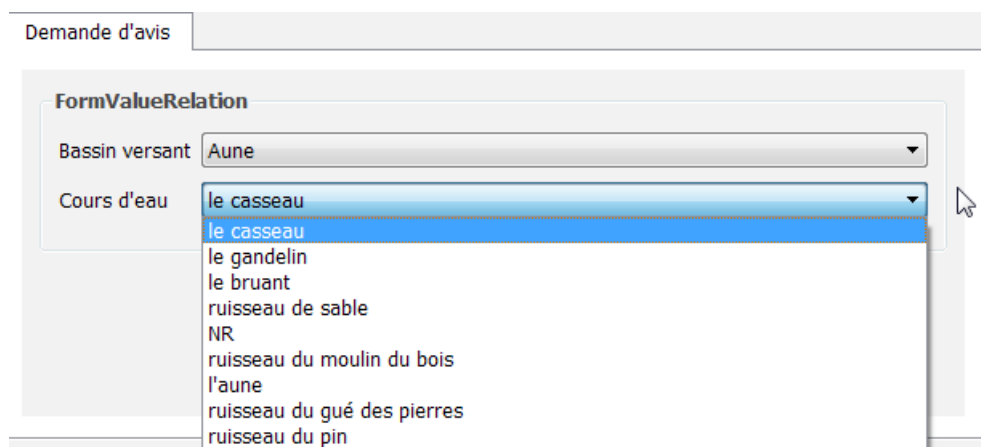 Demande d'avis
FormValueRelation
Bassin versant Aune
Cours d'eau le casseau
le casseau
le gandelin
le bruant
ruisseau de sable
NR
ruisseau du moulin du bois
l'aune
ruisseau du gué des pierres
ruisseau du pin